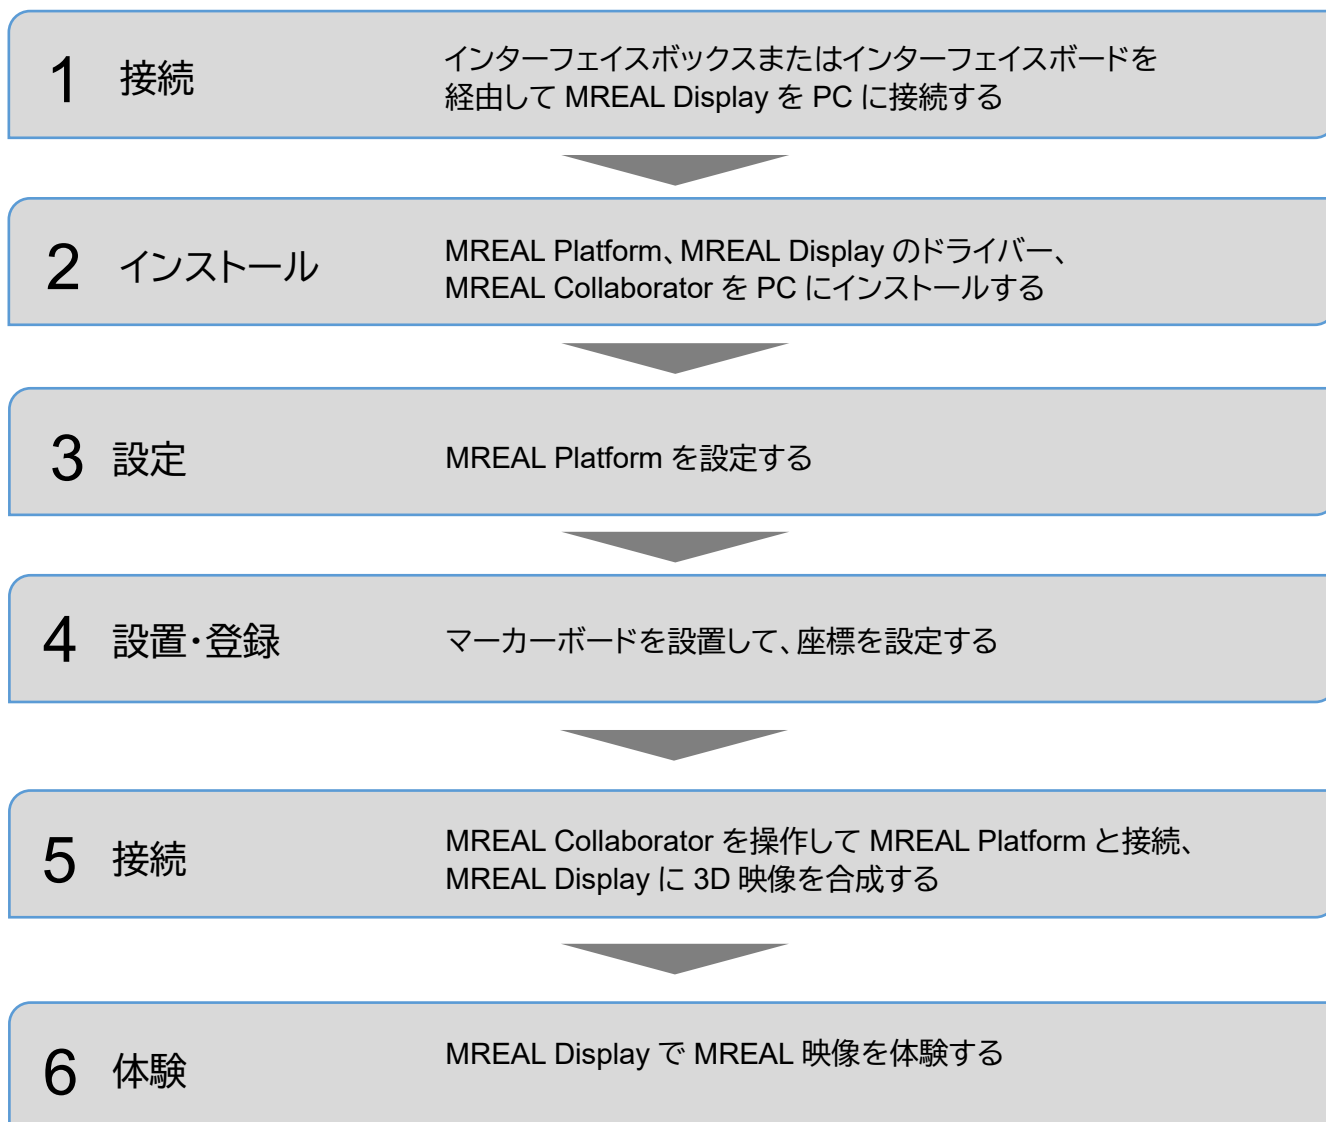 1 接続
インターフェイスボックスまたはインターフェイスボードを
経由して MREAL Display を PC に接続する
2 インストール
MREAL Platform、MREAL Display のドライバー、
MREAL Collaborator を PC にインストールする
3 設定
MREAL Platform を設定する
4 設置・登録
マーカーボードを設置して、座標を設定する
5 接続
MREAL Collaborator を操作して MREAL Platform と接続、
MREAL Display に 3D 映像を合成する
6 体験
MREAL Display で MREAL 映像を体験する